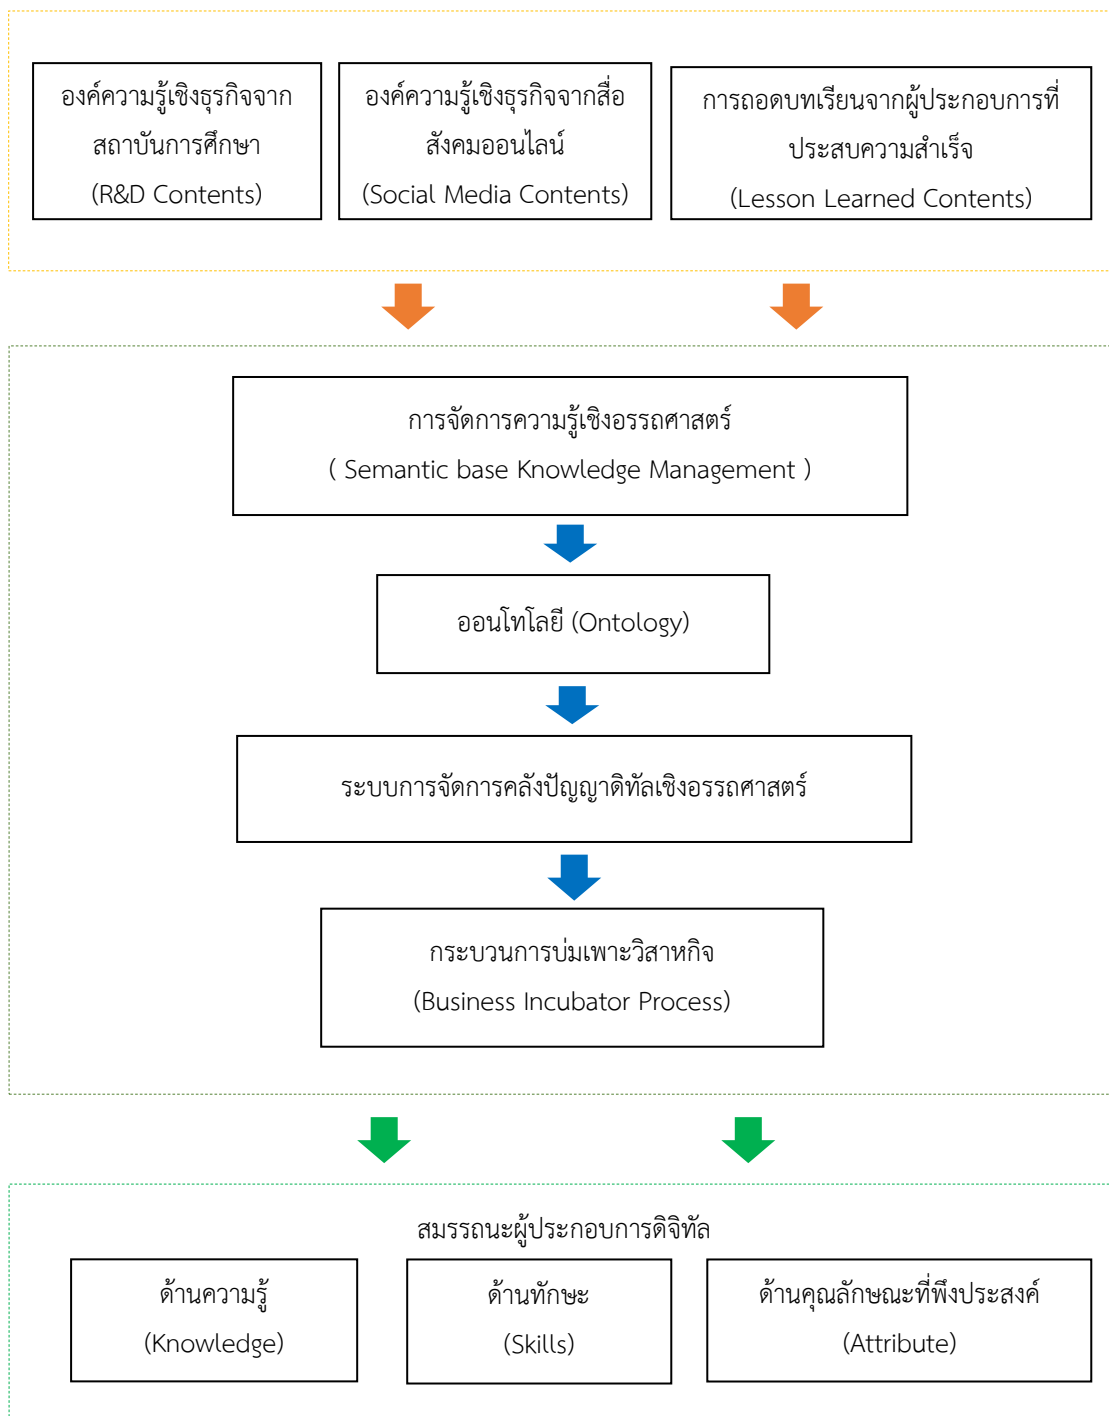 องค์ความรู้เชิงธุรกิจจาก
สถาบันการศึกษา
(R&D Contents)
องค์ความรู้เชิงธุรกิจจากสื่อ
สังคมออนไลน์
(Social Media Contents)
การถอดบทเรียนจากผู้ประกอบการที่
ประสบความสำเร็จ
(Lesson Learned Contents)
การจัดการความรู้เชิงอรรถศาสตร์
( Semantic base Knowledge Management )
ออนโทโลยี (Ontology)
ระบบการจัดการคลังปัญญาดิทัลเชิงอรรถศาสตร์
กระบวนการบ่มเพาะวิสาหกิจ
(Business Incubator Process)
สมรรถนะผู้ประกอบการดิจิทัล
ด้านความรู้
(Knowledge)
ด้านทักษะ
(Skills)
ด้านคุณลักษณะที่พึงประสงค์
(Attribute)